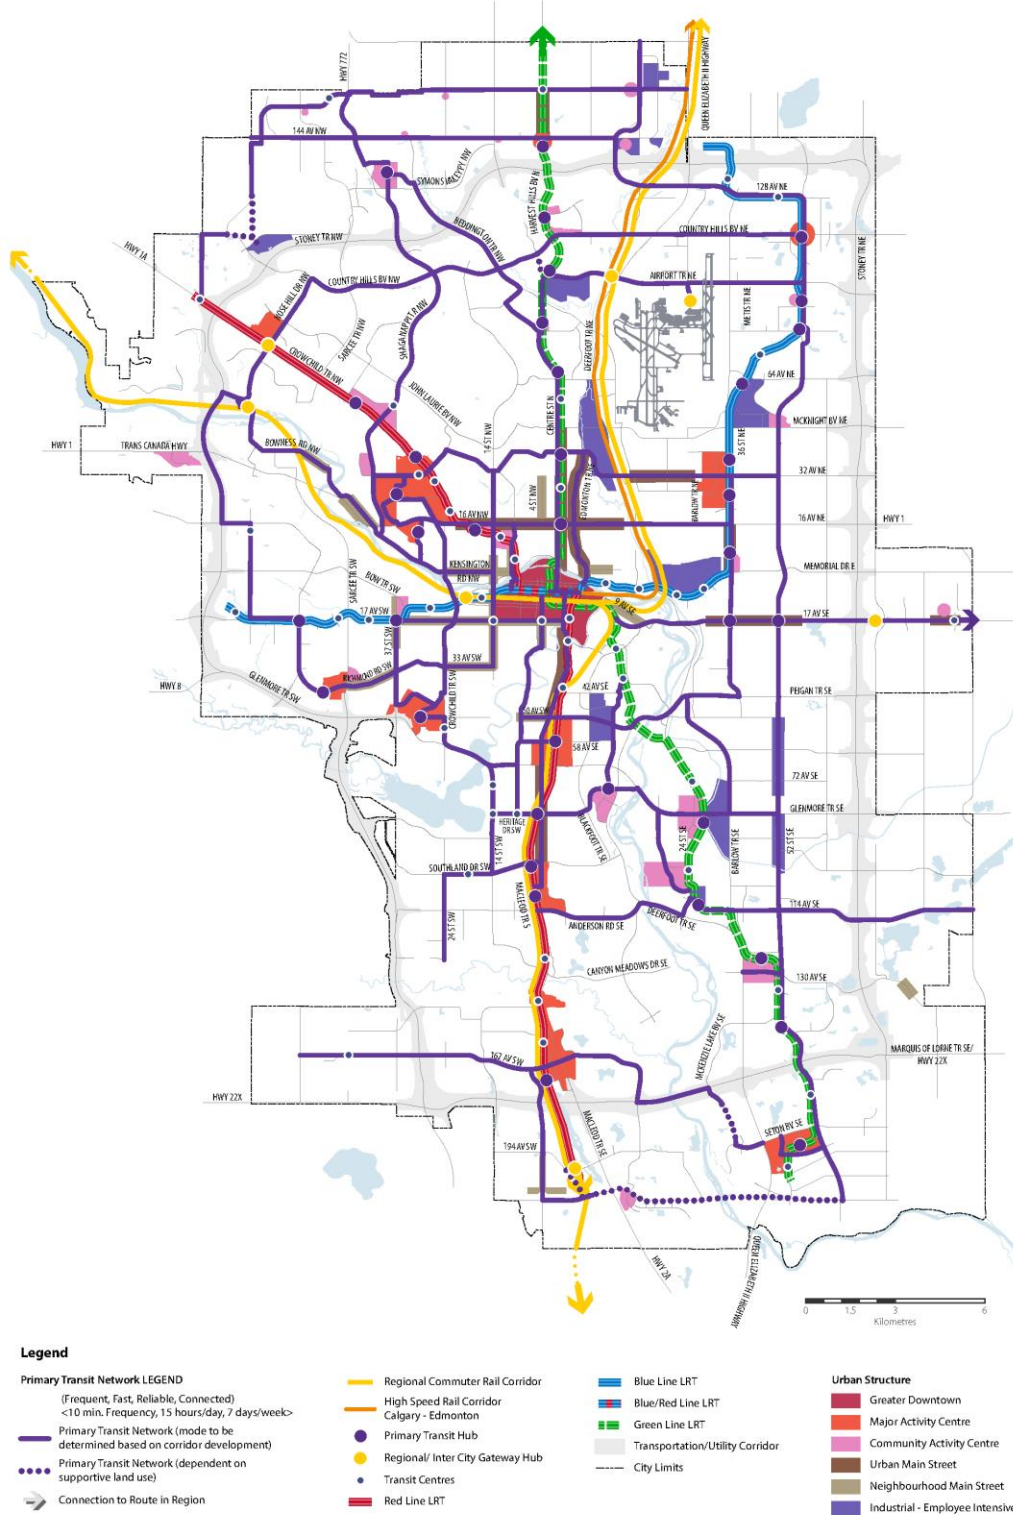 HWY 772
QUEEN ELIZABETH II HIGHWAY
144 AV NW
SYMONS VALLEY PY NW
HARVEST HILLS BV N
128 AV NE
BEDDINGTON TR NW
COUNTRY HILLS BV NE
STONEY TR NW
STONEY TR NE
HWY 1A
COUNTRY HILLS BV NW
AIRPORT TR NE
ROSE HILL DR NW
SARCEE TR NW
SHAGANAPPI TR NW
METIS TR NE
DEERFOOT TR NE
CROWCHILD TR NW
JOHN LAURIE BV NW
64 AV NE
CENTRE ST N
MCKNIGHT BV NE
14 ST NW
36 ST NE
HWY 1
TRANS CANADA HWY
BOWNESS RD NW
32 AV NE
4 ST NW
EDMONTON TR NE
BARLOW TR NE
16 AV NW
16 AV NE
HWY 1
KENSINGTON
RD NW
MEMORIAL DR E
SARCEE TR SW
BOW TR SW
9 AV SE
17 AV SW
17 AV SE
37 ST SW
33 AV SW
RICHMOND RD SW
HWY 8
GLENMORE TR SW
CROWCHILD TR SW
42 AV SE
PEIGAN TR SE
50 AV SW
58 AV SE
72 AV SE
GLENMORE TR SE
HERITAGE
DR SW
BLACKFOOT TR SE
24 ST SE
BARLOW TR SE
52 ST SE
14 ST SW
SOUTHLAND DR SW
MACLEOD TR S
24 ST SW
114 AV SE
DEERFOOT TR SE
ANDERSON RD SE
CANYON MEADOWS DR SE
130 AV SE
MCKENZIE LAKE BV SE
MARQUIS OF LORNE TR SE/
HWY 22X
162 AV SW
HWY 22X
MACLEOD TR SE
SETON BV SE
194 AV SW
HWY 2A
QUEEN ELIZABETH II HIGHWAY
0 1.5 3 6
Kilometres
Legend
Primary Transit Network LEGEND
(Frequent, Fast, Reliable, Connected)
<10 min. Frequency, 15 hours/day, 7 days/week>
Primary Transit Network (mode to be
determined based on corridor development)
Primary Transit Network (dependent on
supportive land use)
Connection to Route in Region
Regional Commuter Rail Corridor
High Speed Rail Corridor
Calgary - Edmonton
Primary Transit Hub
Regional/ Inter City Gateway Hub
Transit Centres
Red Line LRT
Blue Line LRT
Blue/Red Line LRT
Green Line LRT
Transportation/Utility Corridor
City Limits
Urban Structure
Greater Downtown
Major Activity Centre
Community Activity Centre
Urban Main Street
Neighbourhood Main Street
Industrial - Employee Intensive